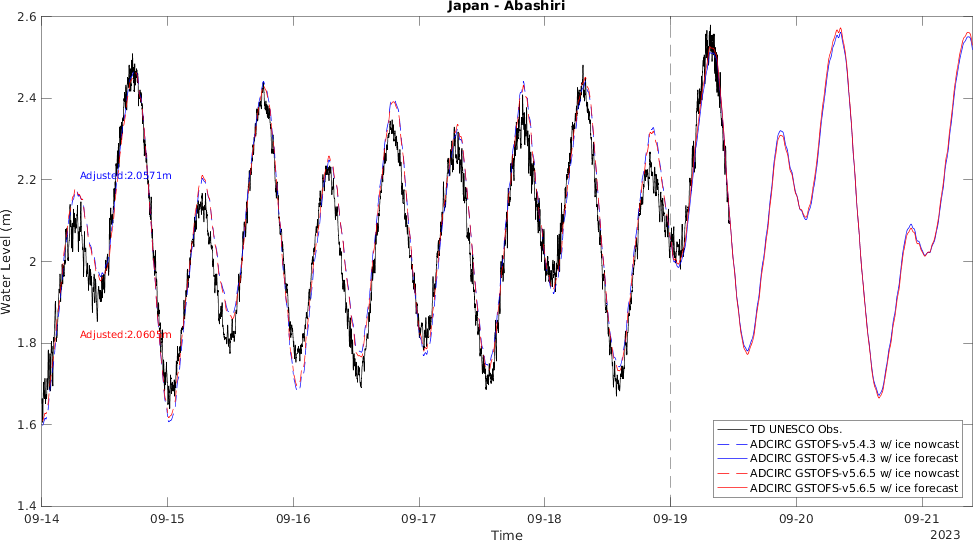 Japan - Abashiri
2.6
2.4
2.2
2
1.8
1.6
1.4
Water Level (m)
Adjusted:2.0571m
Adjusted:2.0605m
TD UNESCO Obs.
ADCIRC GSTOFS-v5.4.3 w/ ice nowcast
ADCIRC GSTOFS-v5.4.3 w/ ice forecast
ADCIRC GSTOFS-v5.6.5 w/ ice nowcast
ADCIRC GSTOFS-v5.6.5 w/ ice forecast
09-14 09-15 09-16 09-17 09-18 09-19 09-20 09-21
Time
2023